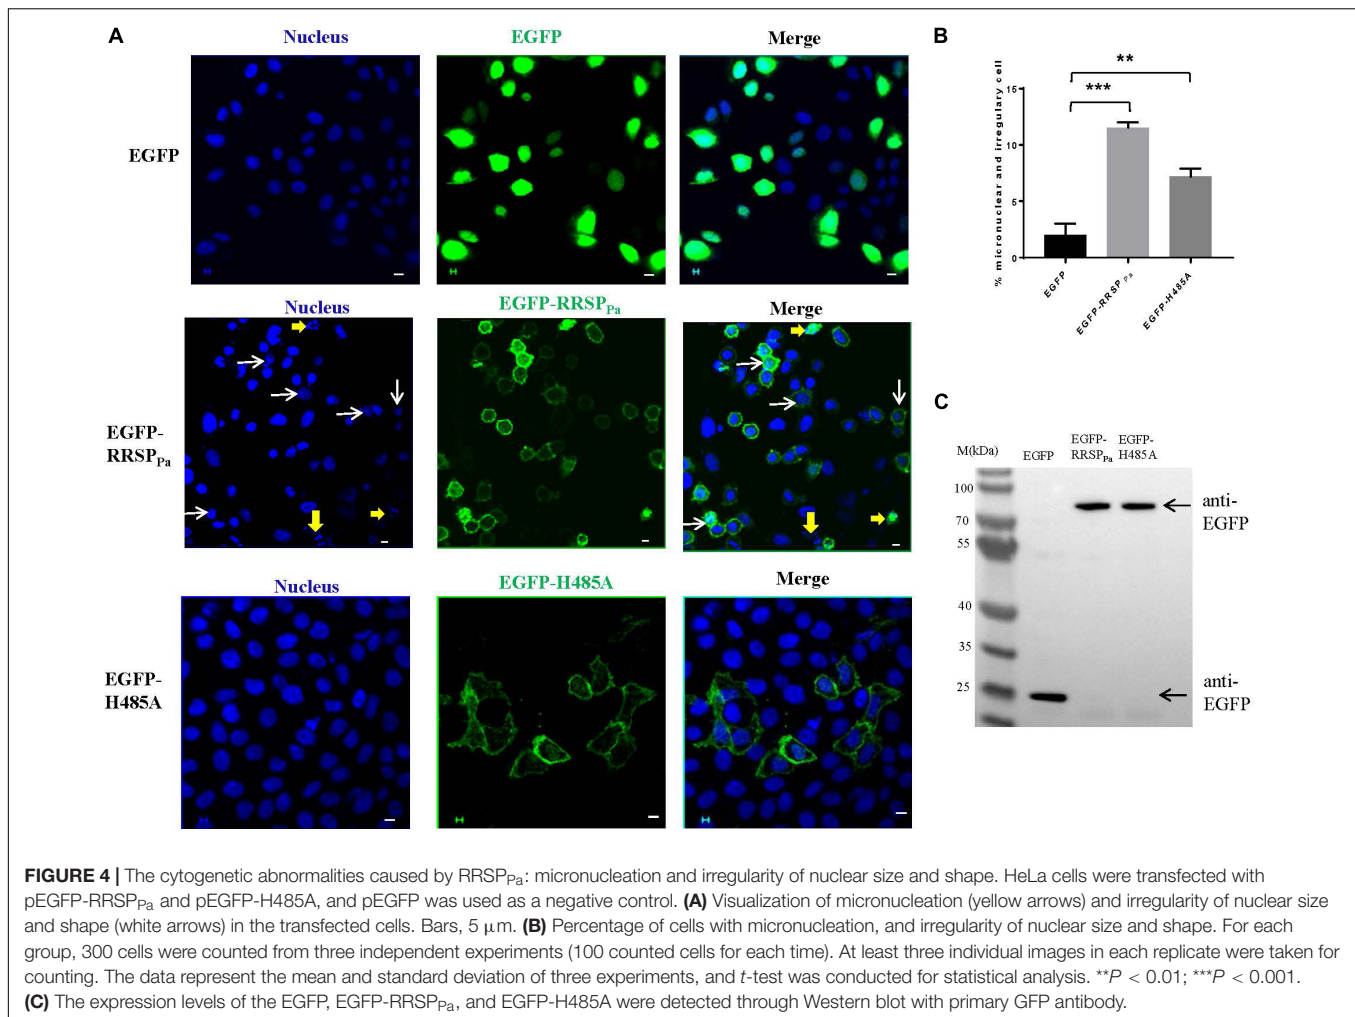 A
Nucleus EGFP Merge
EGFP
Nucleus EGFP-RRSPPa Merge
EGFP-
RRSPPa
Nucleus EGFP-H485A Merge
EGFP-
H485A
B
% micronuclear and irregulary cell
15
10
5
0
***
**
EGFP
EGFP-RRSP Pa
EGFP-H485A
C
M(kDa) EGFP EGFP-RRSPPa EGFP-H485A
100
70
55
40
35
25
anti-
EGFP
anti-
EGFP
FIGURE 4 | The cytogenetic abnormalities caused by RRSPPa: micronucleation and irregularity of nuclear size and shape. HeLa cells were transfected with
pEGFP-RRSPPa and pEGFP-H485A, and pEGFP was used as a negative control. (A) Visualization of micronucleation (yellow arrows) and irregularity of nuclear size
and shape (white arrows) in the transfected cells. Bars, 5 μm. (B) Percentage of cells with micronucleation, and irregularity of nuclear size and shape. For each
group, 300 cells were counted from three independent experiments (100 counted cells for each time). At least three individual images in each replicate were taken for
counting. The data represent the mean and standard deviation of three experiments, and t-test was conducted for statistical analysis. **P < 0.01; ***P < 0.001.
(C) The expression levels of the EGFP, EGFP-RRSPPa, and EGFP-H485A were detected through Western blot with primary GFP antibody.